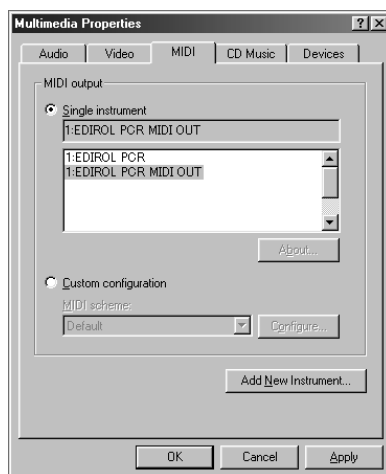 Multimedia Properties
Audio Video MIDI CD Music Devices
MIDI output
Single instrument
1:EDIROL PCR MIDI OUT
1:EDIROL PCR
1:EDIROL PCR MIDI OUT
About...
Custom configuration
MIDI scheme:
Default Configure...
Add New Instrument...
OK Cancel Apply